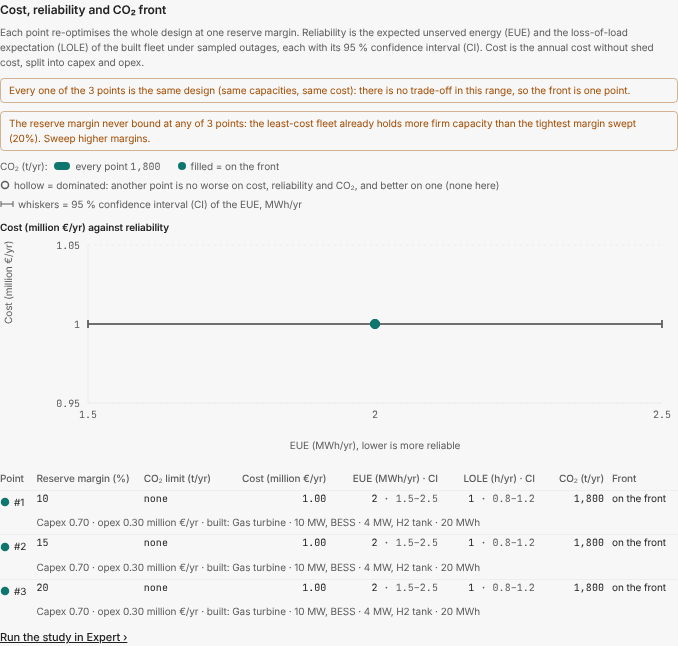 Cost, reliability and CO₂ front
Each point re-optimises the whole design at one reserve margin. Reliability is the expected unserved energy (EUE) and the loss-of-load
expectation (LOLE) of the built fleet under sampled outages, each with its 95 % confidence interval (CI). Cost is the annual cost without shed
cost, split into capex and opex.
Every one of the 3 points is the same design (same capacities, same cost): there is no trade-off in this range, so the front is one point.
The reserve margin never bound at any of 3 points: the least-cost fleet already holds more firm capacity than the tightest margin swept
(20%). Sweep higher margins.
CO₂ (t/yr): every point 1,800 filled = on the front
hollow = dominated: another point is no worse on cost, reliability and CO₂, and better on one (none here)
whiskers = 95 % confidence interval (CI) of the EUE, MWh/yr
Cost (million €/yr) against reliability
Cost (million €/yr)
1.05
1
0.95
1.5 2 2.5
EUE (MWh/yr), lower is more reliable
Point Reserve margin (%) CO₂ limit (t/yr) Cost (million €/yr) EUE (MWh/yr) · CI LOLE (h/yr) · CI CO₂ (t/yr) Front
#1 10 none 1.00 2 · 1.5–2.5 1 · 0.8–1.2 1,800 on the front
Capex 0.70 · opex 0.30 million €/yr · built: Gas turbine · 10 MW, BESS · 4 MW, H2 tank · 20 MWh
#2 15 none 1.00 2 · 1.5–2.5 1 · 0.8–1.2 1,800 on the front
Capex 0.70 · opex 0.30 million €/yr · built: Gas turbine · 10 MW, BESS · 4 MW, H2 tank · 20 MWh
#3 20 none 1.00 2 · 1.5–2.5 1 · 0.8–1.2 1,800 on the front
Capex 0.70 · opex 0.30 million €/yr · built: Gas turbine · 10 MW, BESS · 4 MW, H2 tank · 20 MWh
Run the study in Expert ›